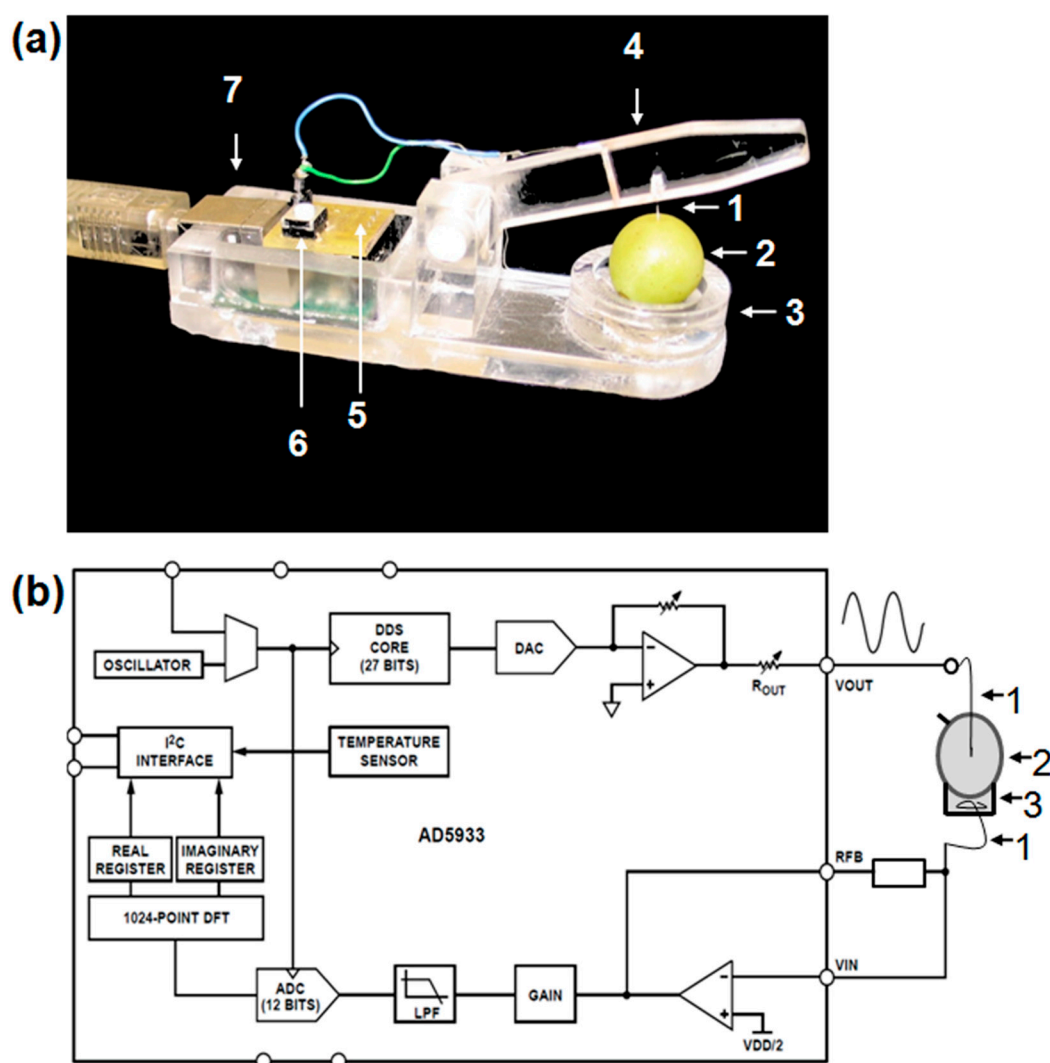 (a)
4
7
1
2
3
5
6
(b)
OSCILLATOR
DDS
CORE
(27 BITS)
DAC
ROUT
VOUT
1
2
3
1
I²C
INTERFACE
TEMPERATURE
SENSOR
AD5933
REAL
REGISTER
IMAGINARY
REGISTER
RFB
1024-POINT DFT
ADC
(12 BITS)
LPF
GAIN
VIN
VDD/2